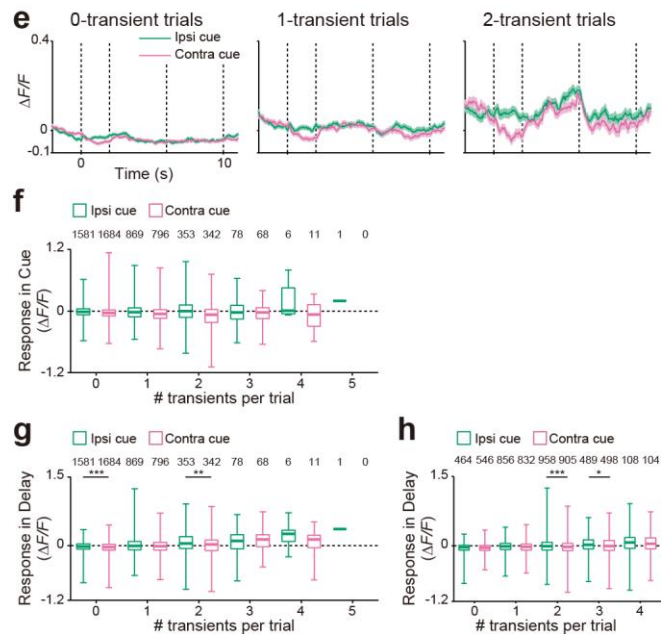 e
0-transient trials
1-transient trials
2-transient trials
Ipsi cue
Contra cue
ΔF/F
0.4
0
-0.1
0
10
Time (s)
f
Ipsi cue
Contra cue
1581 1684 869 796 353 342 78 68 6 11 1 0
Response in Cue
(ΔF/F)
1.2
0
-1.2
0 1 2 3 4 5
# transients per trial
g
Ipsi cue
Contra cue
1581 1684 869 796 353 342 78 68 6 11 1 0
*** **
Response in Delay
(ΔF/F)
1.5
0
-1.2
0 1 2 3 4 5
# transients per trial
h
Ipsi cue
Contra cue
464 546 856 832 958 905 489 498 108 104
*** *
Response in Delay
(ΔF/F)
1.5
0
-1.2
0 1 2 3 4
# transients per trial